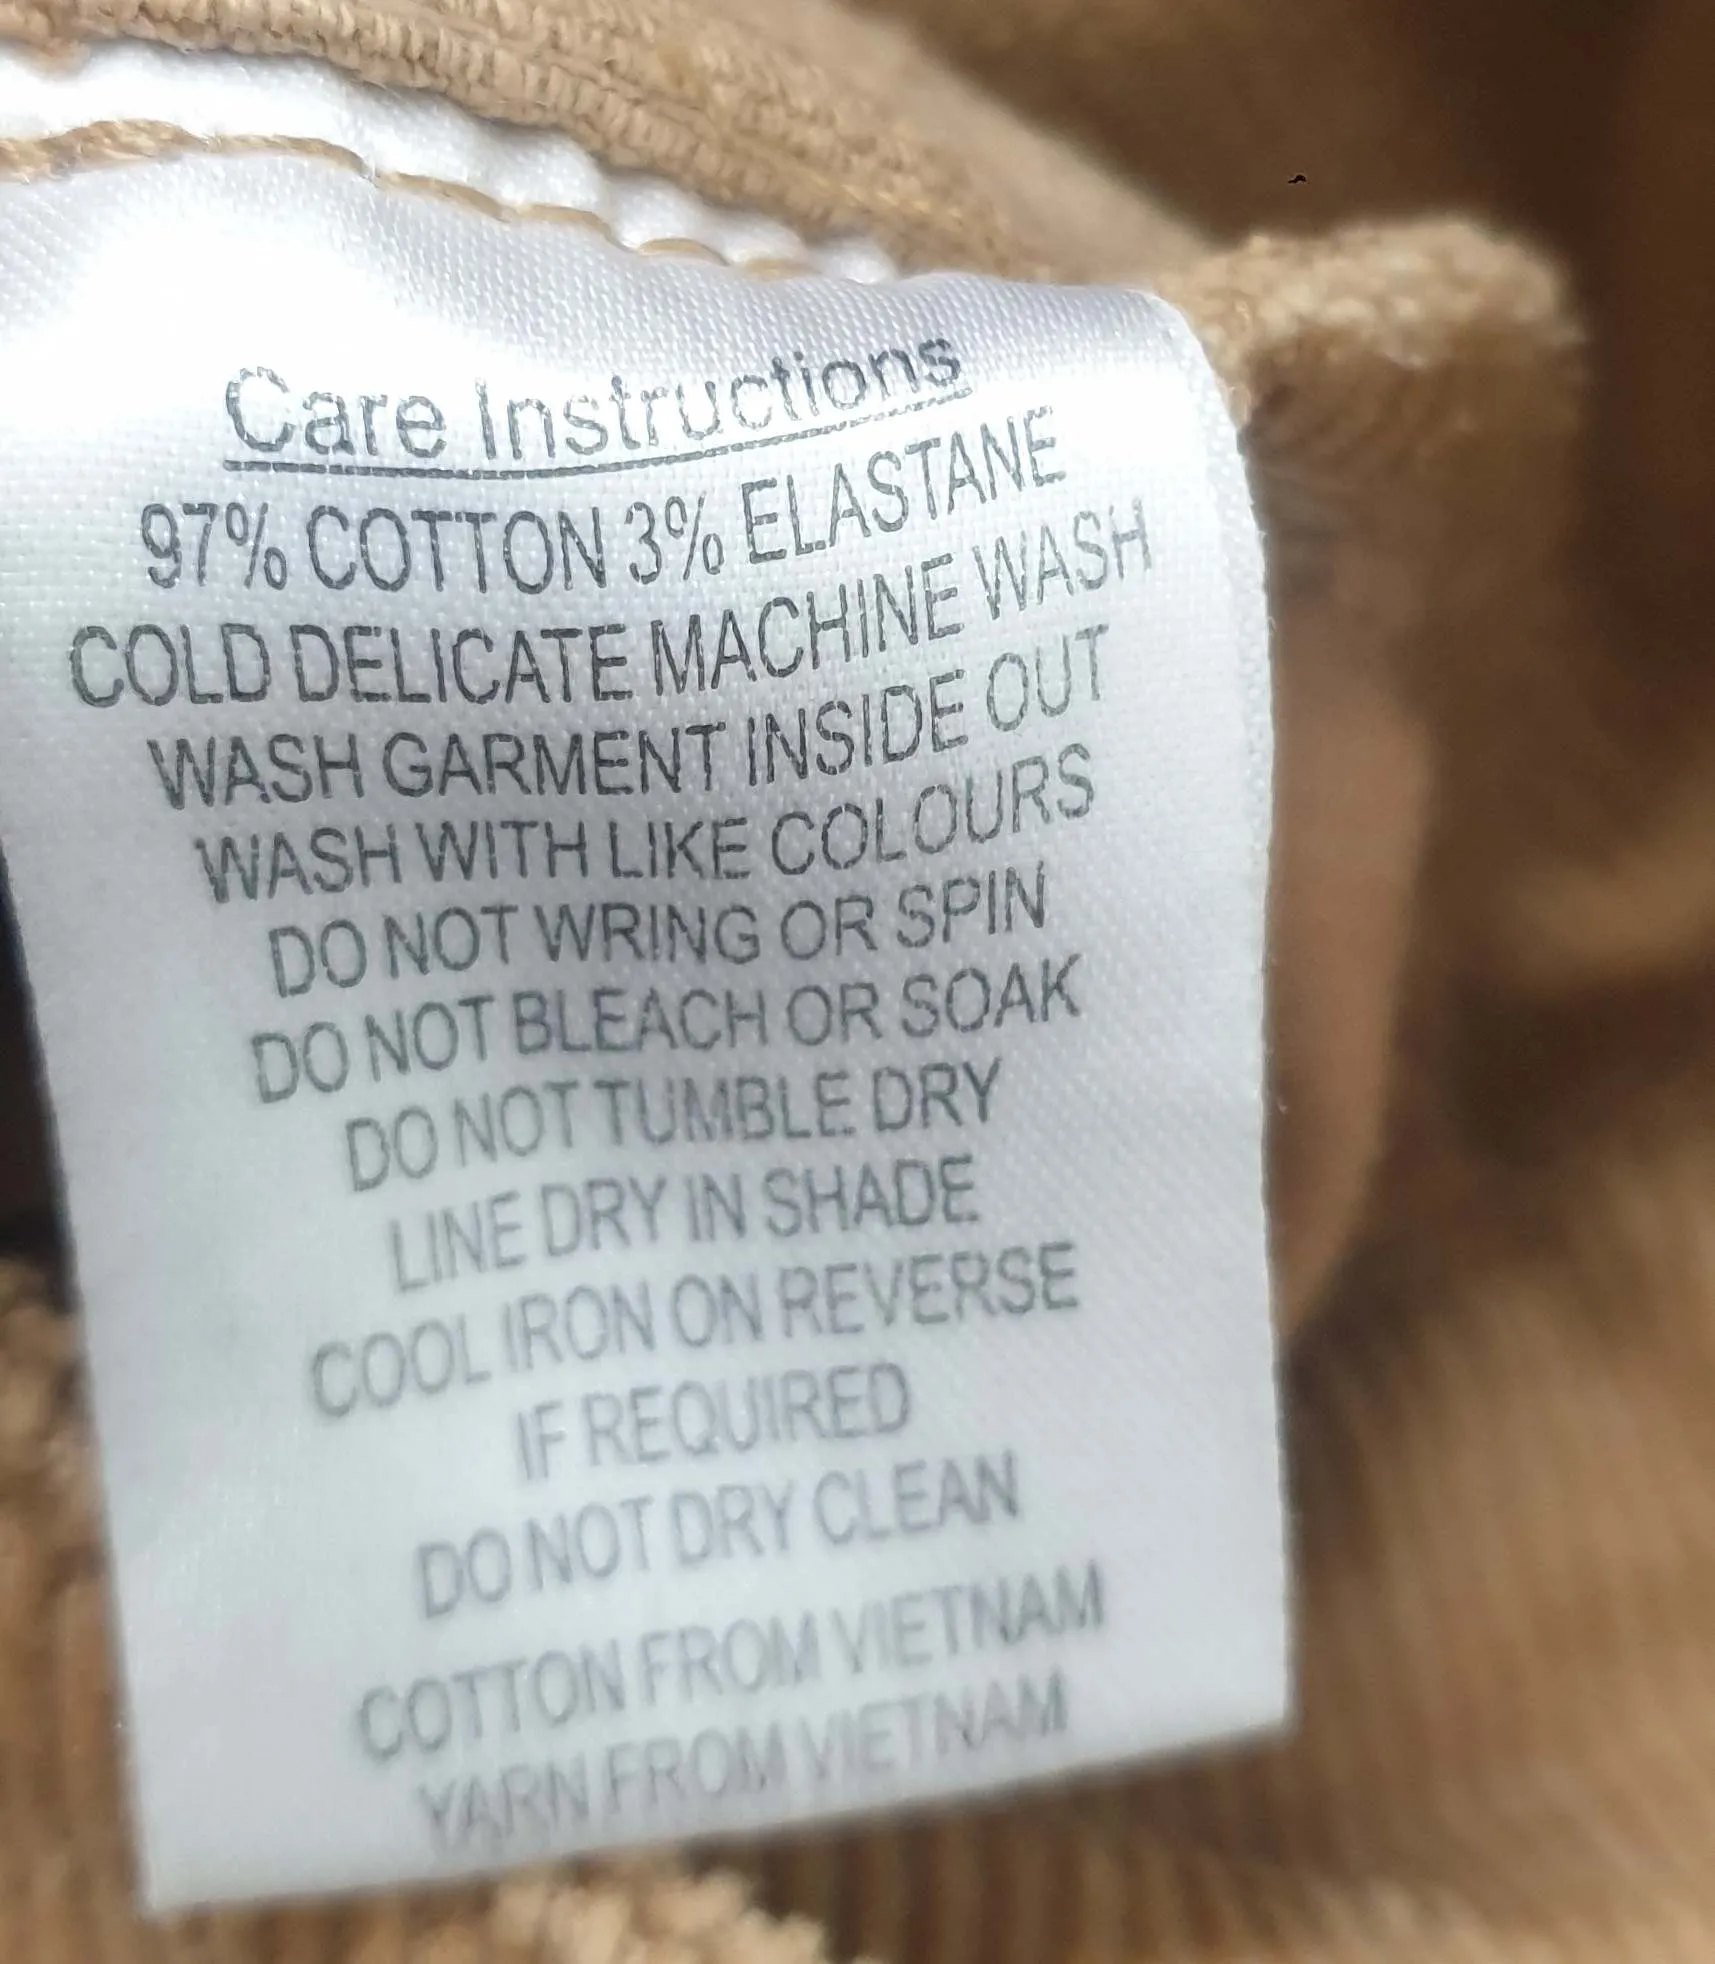 Care Instructions
97% COTTON 3% ELASTANE
COLD DELICATE MACHINE WASH
WASH GARMENT INSIDE OUT
WASH WITH LIKE COLOURS
DO NOT WRING OR SPIN
DO NOT BLEACH OR SOAK
DO NOT TUMBLE DRY
LINE DRY IN SHADE
COOL IRON ON REVERSE
IF REQUIRED
DO NOT DRY CLEAN
COTTON FROM VIETNAM
YARN FROM VIETNAM